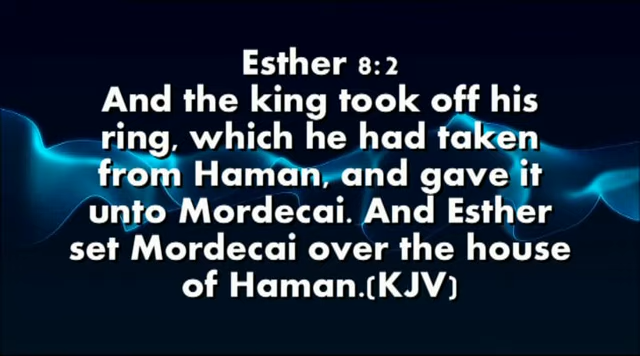 Esther 8:2
And the king took off his
ring, which he had taken
from Haman, and gave it
unto Mordecai. And Esther
set Mordecai over the house
of Haman.(KJV)